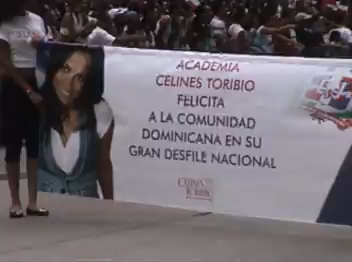 ACADEMIA
CELINES TORIBIO
FELICITA
A LA COMUNIDAD
DOMINICANA EN SU
GRAN DESFILE NACIONAL